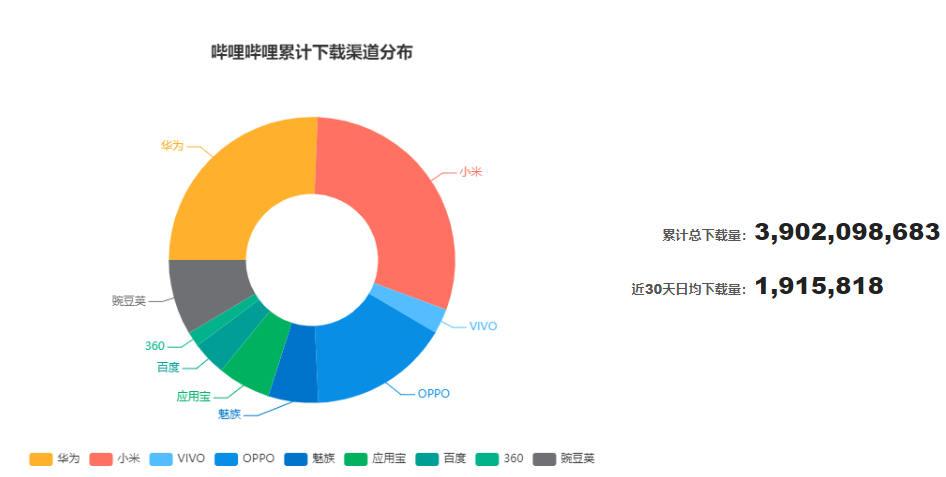 哔哩哔哩累计下载渠道分布
华为
小米
累计总下载量：3,902,098,683
近30天日均下载量：1,915,818
豌豆荚
VIVO
360
百度
OPPO
应用宝
魅族
华为 小米 VIVO OPPO 魅族 应用宝 百度 360 豌豆荚